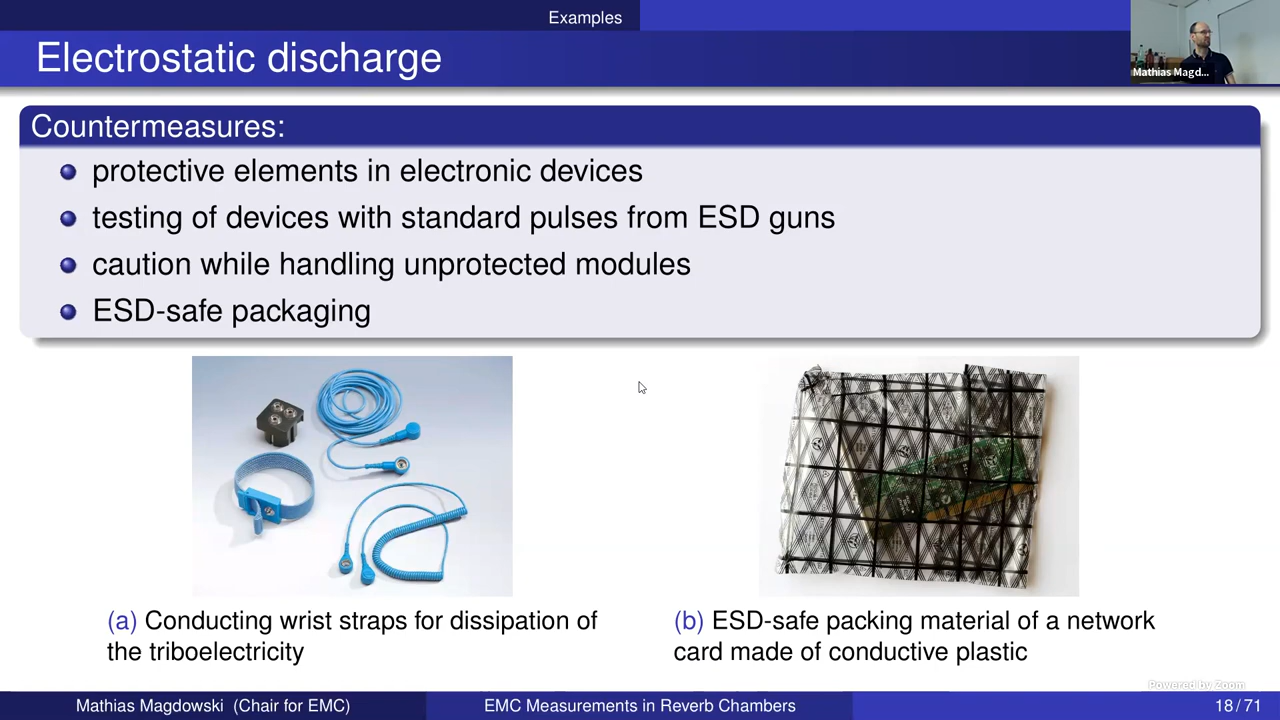 Examples
Electrostatic discharge
Mathias Magd...
Countermeasures:
protective elements in electronic devices
testing of devices with standard pulses from ESD guns
caution while handling unprotected modules
ESD-safe packaging
(a) Conducting wrist straps for dissipation of
the triboelectricity
(b) ESD-safe packing material of a network
card made of conductive plastic
Powered by Zoom
Mathias Magdowski (Chair for EMC)
EMC Measurements in Reverb Chambers
18 / 71